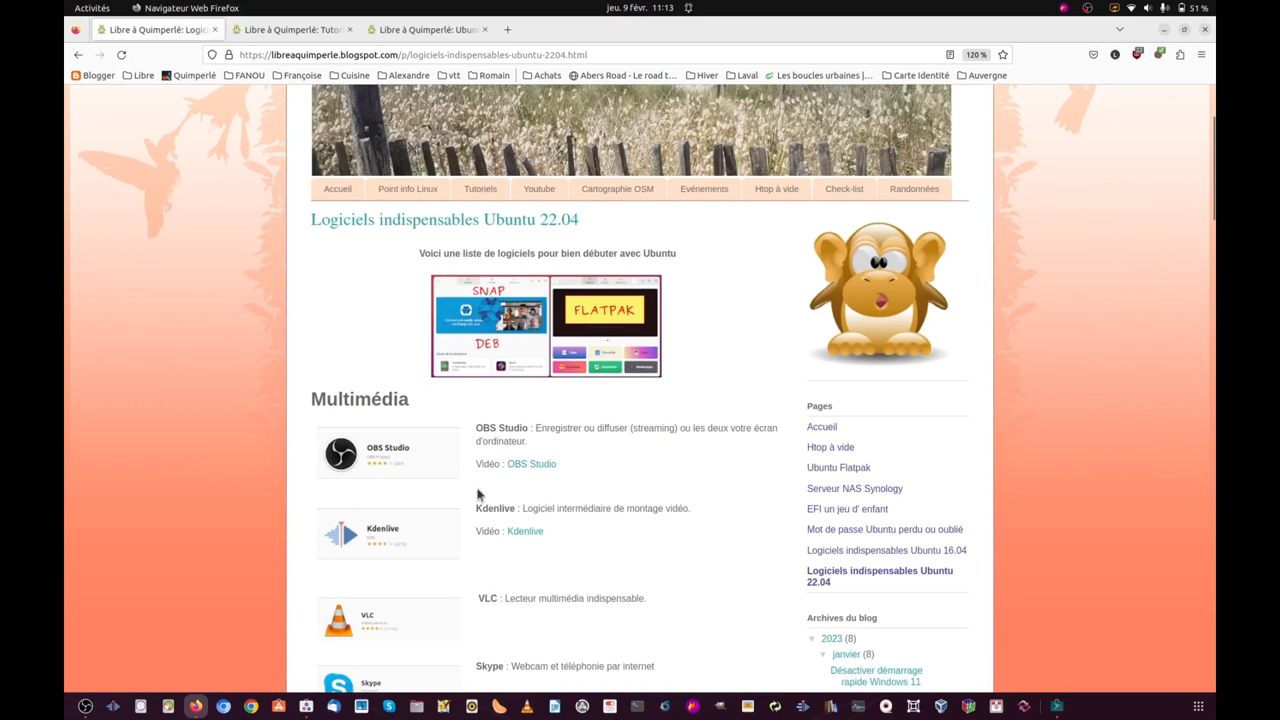 Activités
Navigateur Web Firefox
jeu. 9 févr. 11:13
51 %
Libre à Quimperlé: Logici
Libre à Quimperlé: Tutori
Libre à Quimperlé: Ubun
https://libreaquimperle.blogspot.com/p/logiciels-indispensables-ubuntu-2204.html
120 %
Blogger
Libre
Quimperlé
FANOU
Françoise
Cuisine
Alexandre
vtt
Romain
Achats
Abers Road - Le road t…
Hiver
Laval
Les boucles urbaines |…
Carte Identité
Auvergne
Accueil
Point info Linux
Tutoriels
Youtube
Cartographie OSM
Evénements
Htop à vide
Check-list
Randonnées
Logiciels indispensables Ubuntu 22.04
Voici une liste de logiciels pour bien débuter avec Ubuntu
SNAP
DEB
FLATPAK
Multimédia
OBS Studio
OBS Studio : Enregistrer ou diffuser (streaming) ou les deux votre écran
d'ordinateur.
Vidéo : OBS Studio
Kdenlive
Kdenlive : Logiciel intermédiaire de montage vidéo.
Vidéo : Kdenlive
VLC
VLC : Lecteur multimédia indispensable.
Skype
Skype : Webcam et téléphonie par internet
Pages
Accueil
Htop à vide
Ubuntu Flatpak
Serveur NAS Synology
EFI un jeu d' enfant
Mot de passe Ubuntu perdu ou oublié
Logiciels indispensables Ubuntu 16.04
Logiciels indispensables Ubuntu
22.04
Archives du blog
▼ 2023 (8)
▼ janvier (8)
Désactiver démarrage
rapide Windows 11